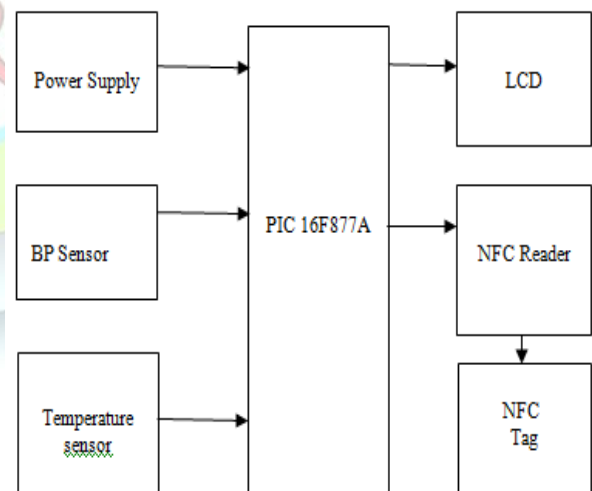 Power Supply
LCD
PIC 16F877A
BP Sensor
NFC Reader
Temperature
sensor
NFC
Tag